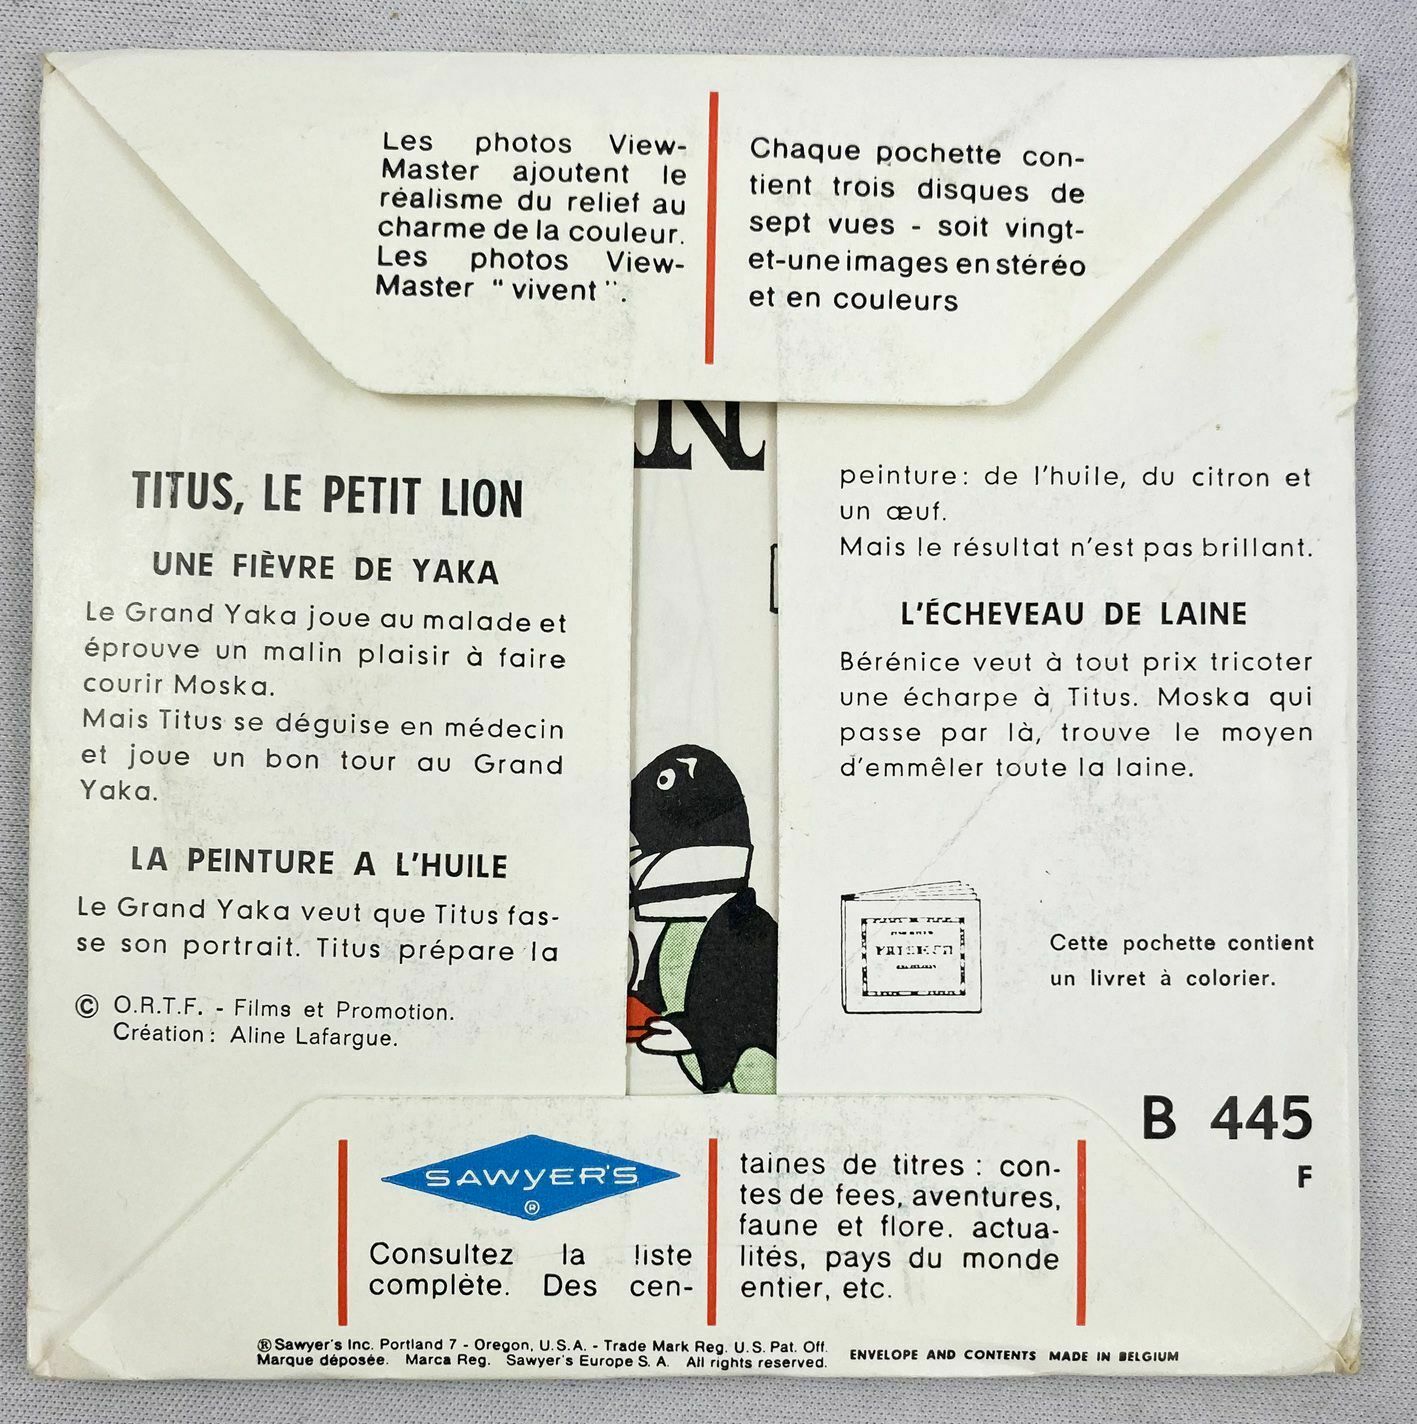 Les photos View-
Master ajoutent le
réalisme du relief au
charme de la couleur.
Les photos View-
Master “ vivent ”.
Chaque pochette con-
tient trois disques de
sept vues - soit vingt-
et-une images en stéréo
et en couleurs
N
TITUS, LE PETIT LION
UNE FIÈVRE DE YAKA
Le Grand Yaka joue au malade et
éprouve un malin plaisir à faire
courir Moska.
Mais Titus se déguise en médecin
et joue un bon tour au Grand
Yaka.
LA PEINTURE A L'HUILE
Le Grand Yaka veut que Titus fas-
se son portrait. Titus prépare la
© O.R.T.F. - Films et Promotion.
Création : Aline Lafargue.
peinture: de l'huile, du citron et
un œuf.
Mais le résultat n'est pas brillant.
L'ÉCHEVEAU DE LAINE
Bérénice veut à tout prix tricoter
une écharpe à Titus. Moska qui
passe par là, trouve le moyen
d'emmêler toute la laine.
Cette pochette contient
un livret à colorier.
B 445
F
SAWYER'S
®
Consultez la liste
complète. Des cen-
taines de titres : con-
tes de fees, aventures,
faune et flore. actua-
lités, pays du monde
entier, etc.
® Sawyer's Inc. Portland 7 - Oregon, U.S.A. - Trade Mark Reg. U.S. Pat. Off.
Marque déposée. Marca Reg. Sawyer's Europe S. A. All rights reserved.
ENVELOPE AND CONTENTS MADE IN BELGIUM